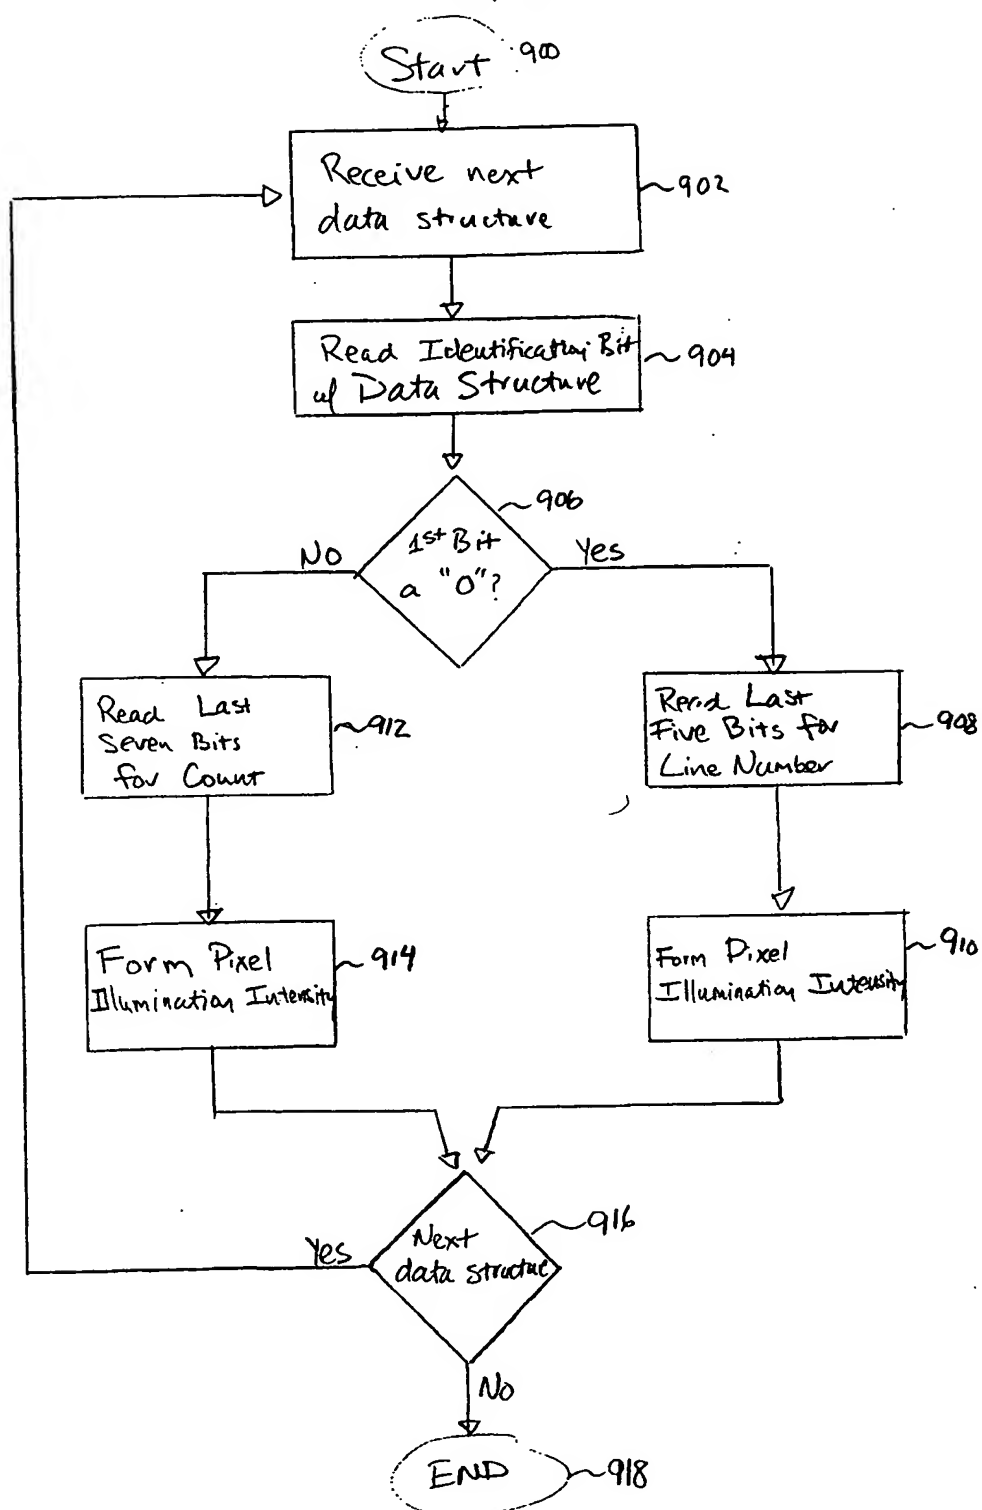 Start
900
Receive next
data structure
902
Read Identification Bit
w/ Data Structure
904
906
1st Bit
a "0"?
No
Yes
Read Last
Seven Bits
for Count
912
Read Last
Five Bits for
Line Number
908
Form Pixel
Illumination Intensity
914
Form Pixel
Illumination Intensity
910
916
Next
data structure
Yes
No
END
918